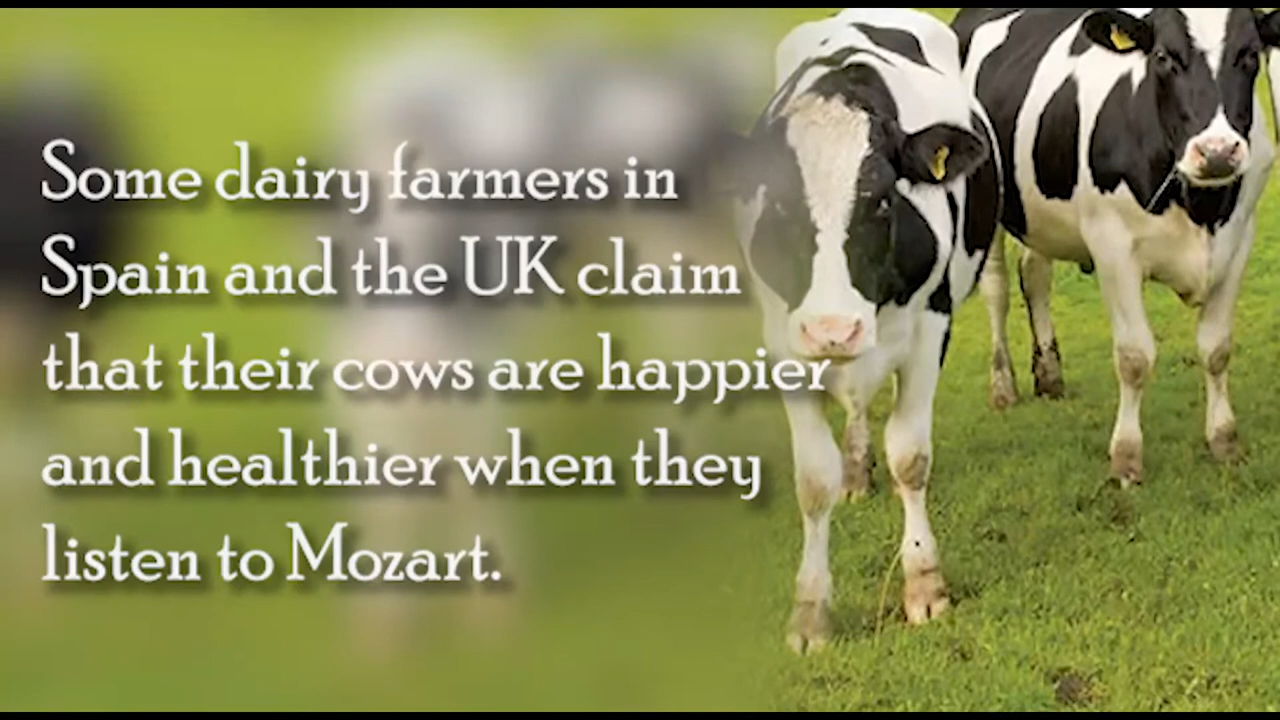 Some dairy farmers in
Spain and the UK claim
that their cows are happier
and healthier when they
listen to Mozart.